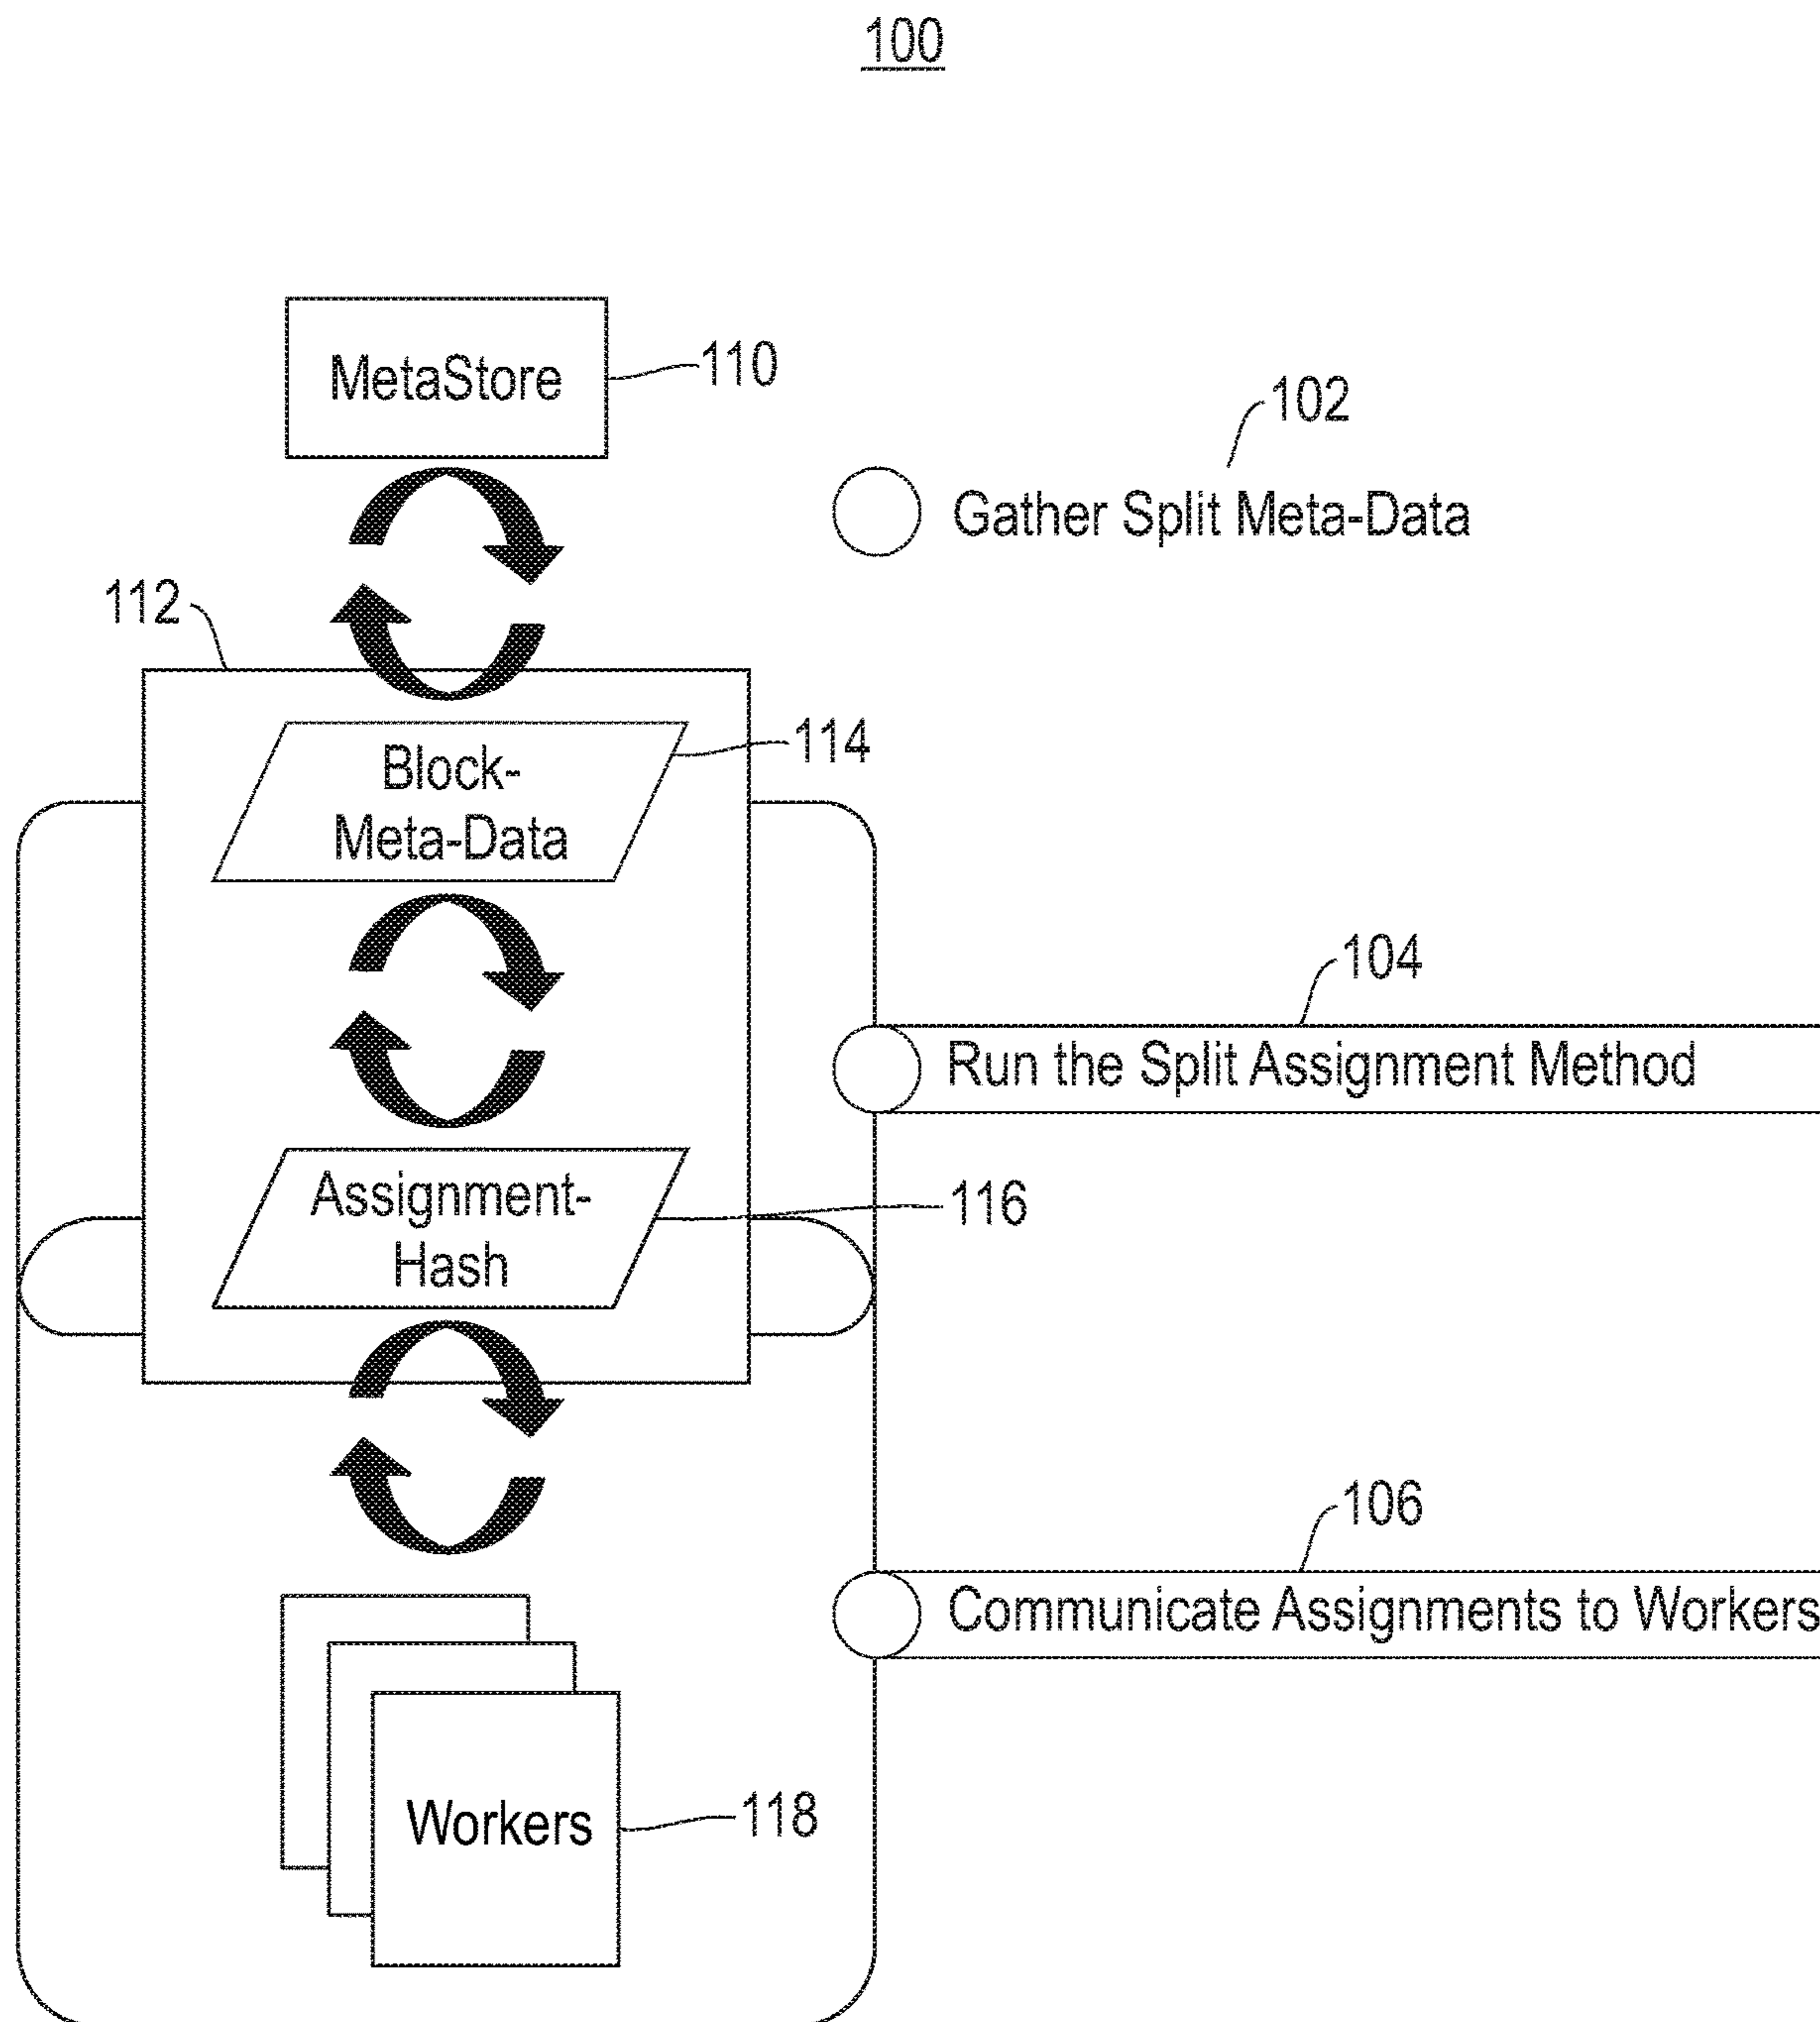 100
MetaStore
110
102
Gather Split Meta-Data
112
Block-
Meta-Data
114
104
Run the Split Assignment Method
Assignment-
Hash
116
106
Communicate Assignments to Workers
Workers
118